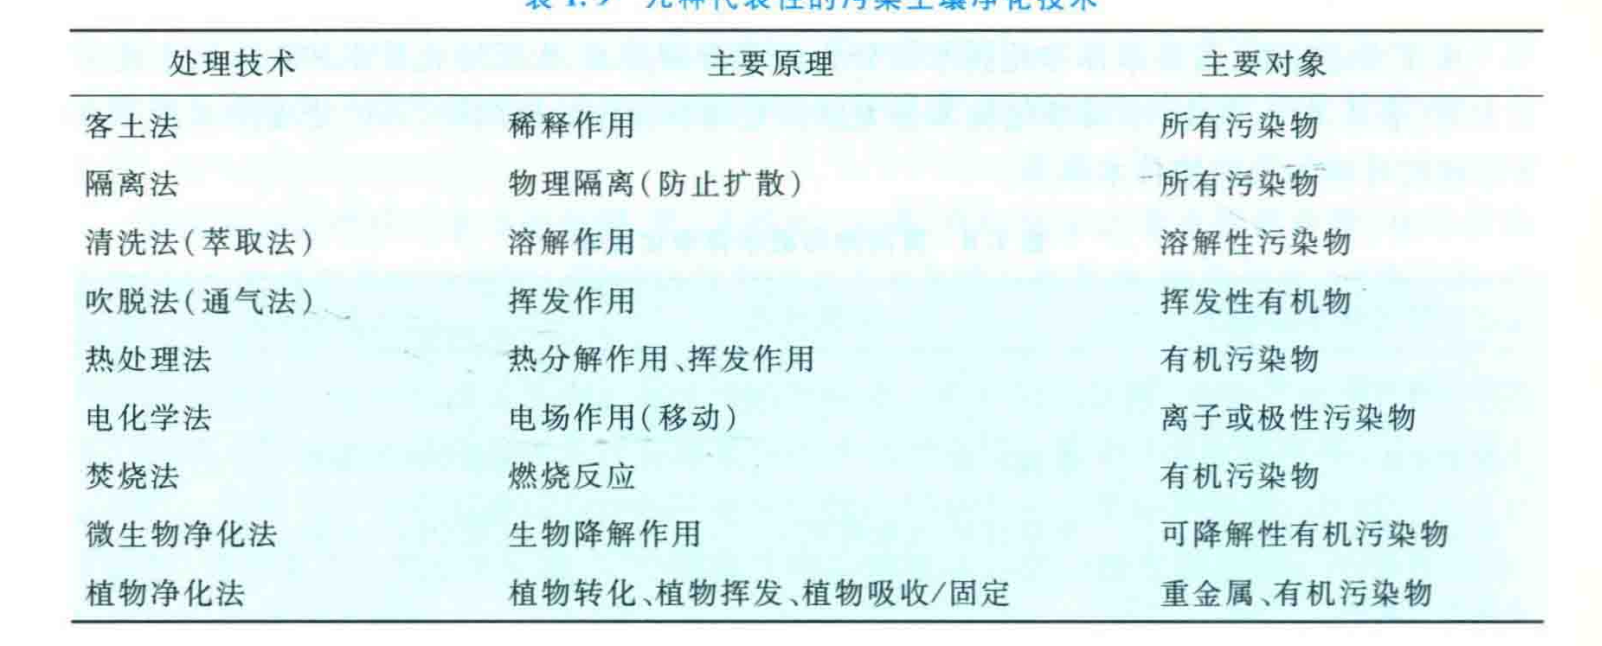 处理技术 主要原理 主要对象
客土法 稀释作用 所有污染物
隔离法 物理隔离(防止扩散) 所有污染物
清洗法(萃取法) 溶解作用 溶解性污染物
吹脱法(通气法) 挥发作用 挥发性有机物
热处理法 热分解作用、挥发作用 有机污染物
电化学法 电场作用(移动) 离子或极性污染物
焚烧法 燃烧反应 有机污染物
微生物净化法 生物降解作用 可降解性有机污染物
植物净化法 植物转化、植物挥发、植物吸收/固定 重金属、有机污染物